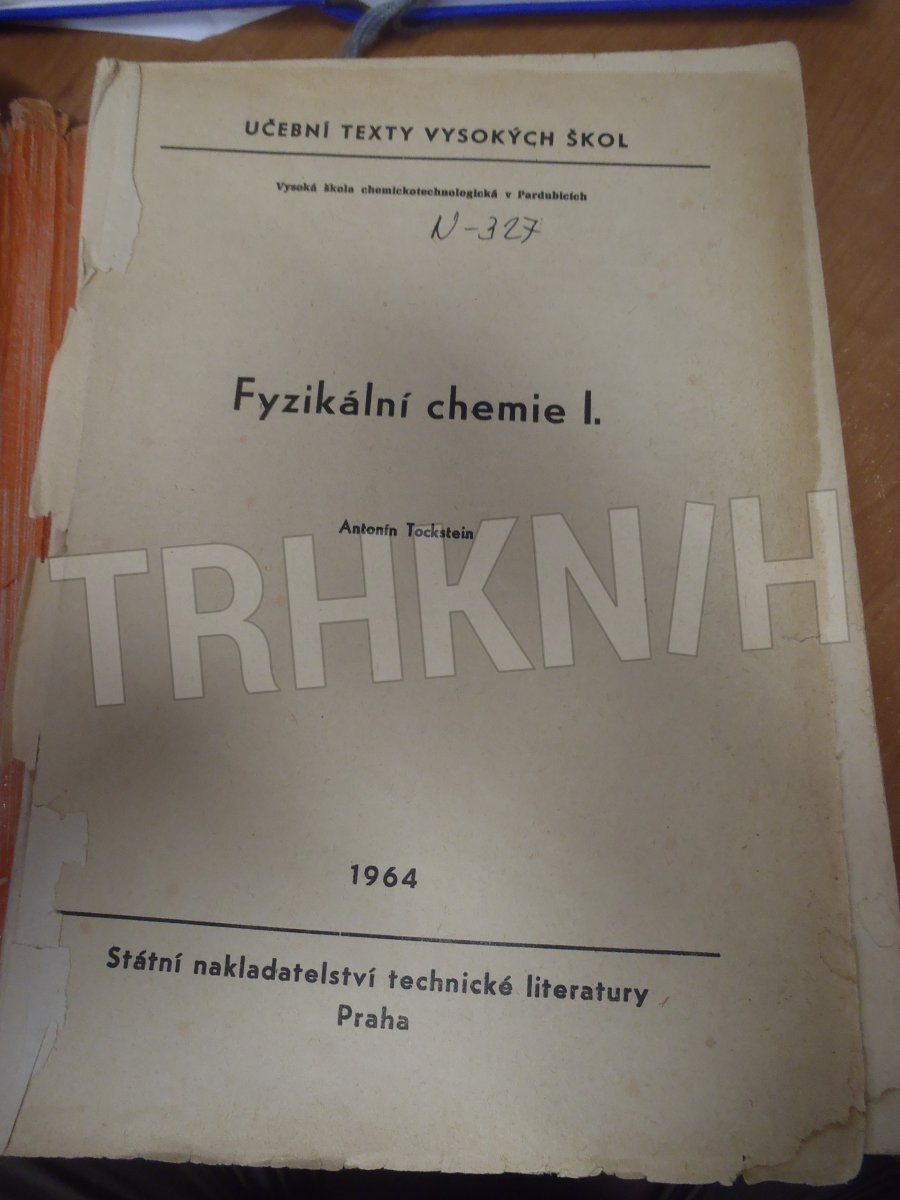 UČEBNÍ TEXTY VYSOKÝCH ŠKOL
Vysoká škola chemickotechnologická v Pardubicích
N-327
Fyzikální chemie I.
Antonín Tockstein
TRHKNIH
1964
Státní nakladatelství technické literatury
Praha